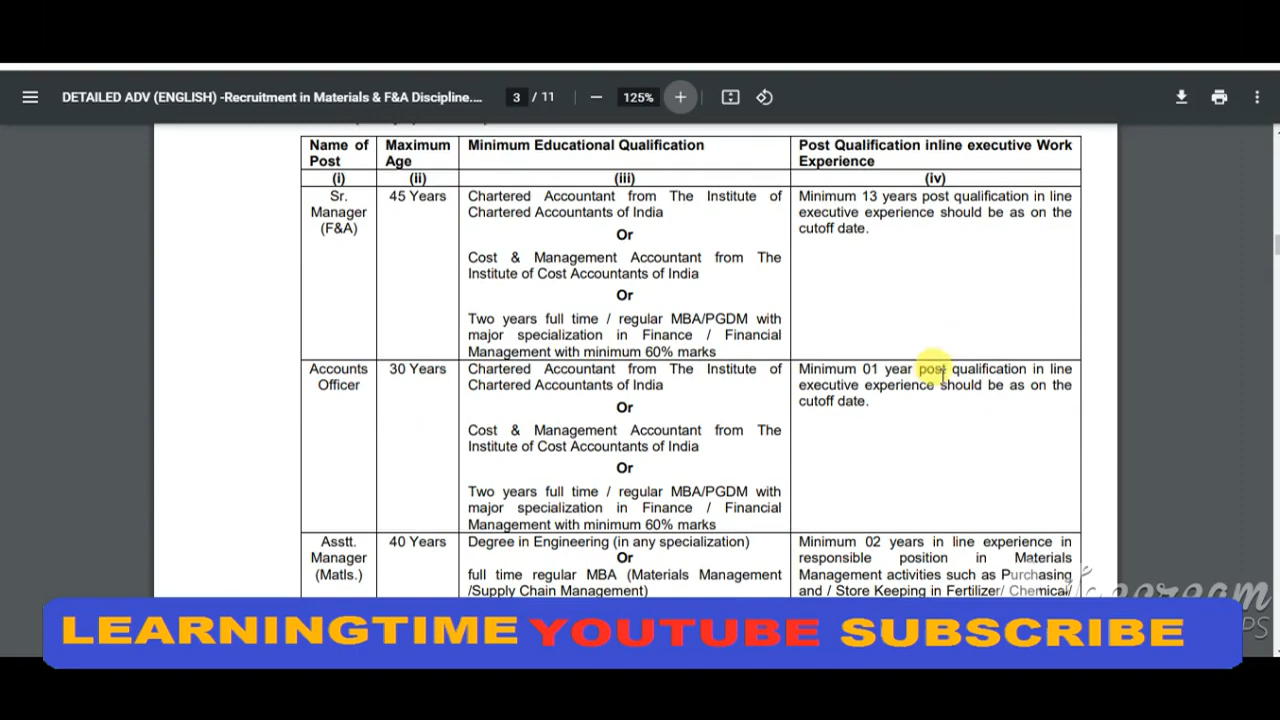 DETAILED ADV (ENGLISH) -Recruitment in Materials & F&A Discipline....
3 / 11
125%
Name of Post
Maximum Age
Minimum Educational Qualification
Post Qualification inline executive Work Experience
(i)
(ii)
(iii)
(iv)
Sr.
Manager
(F&A)
45 Years
Chartered Accountant from The Institute of
Chartered Accountants of India
Or
Cost & Management Accountant from The
Institute of Cost Accountants of India
Or
Two years full time / regular MBA/PGDM with
major specialization in Finance / Financial
Management with minimum 60% marks
Minimum 13 years post qualification in line
executive experience should be as on the
cutoff date.
Accounts
Officer
30 Years
Chartered Accountant from The Institute of
Chartered Accountants of India
Or
Cost & Management Accountant from The
Institute of Cost Accountants of India
Or
Two years full time / regular MBA/PGDM with
major specialization in Finance / Financial
Management with minimum 60% marks
Minimum 01 year post qualification in line
executive experience should be as on the
cutoff date.
Asstt.
Manager
(Matls.)
40 Years
Degree in Engineering (in any specialization)
Or
full time regular MBA (Materials Management
/Supply Chain Management)
Minimum 02 years in line experience in
responsible position in Materials
Management activities such as Purchasing
and / Store Keeping in Fertilizer/ Chemical/
LEARNINGTIME YOUTUBE SUBSCRIBE